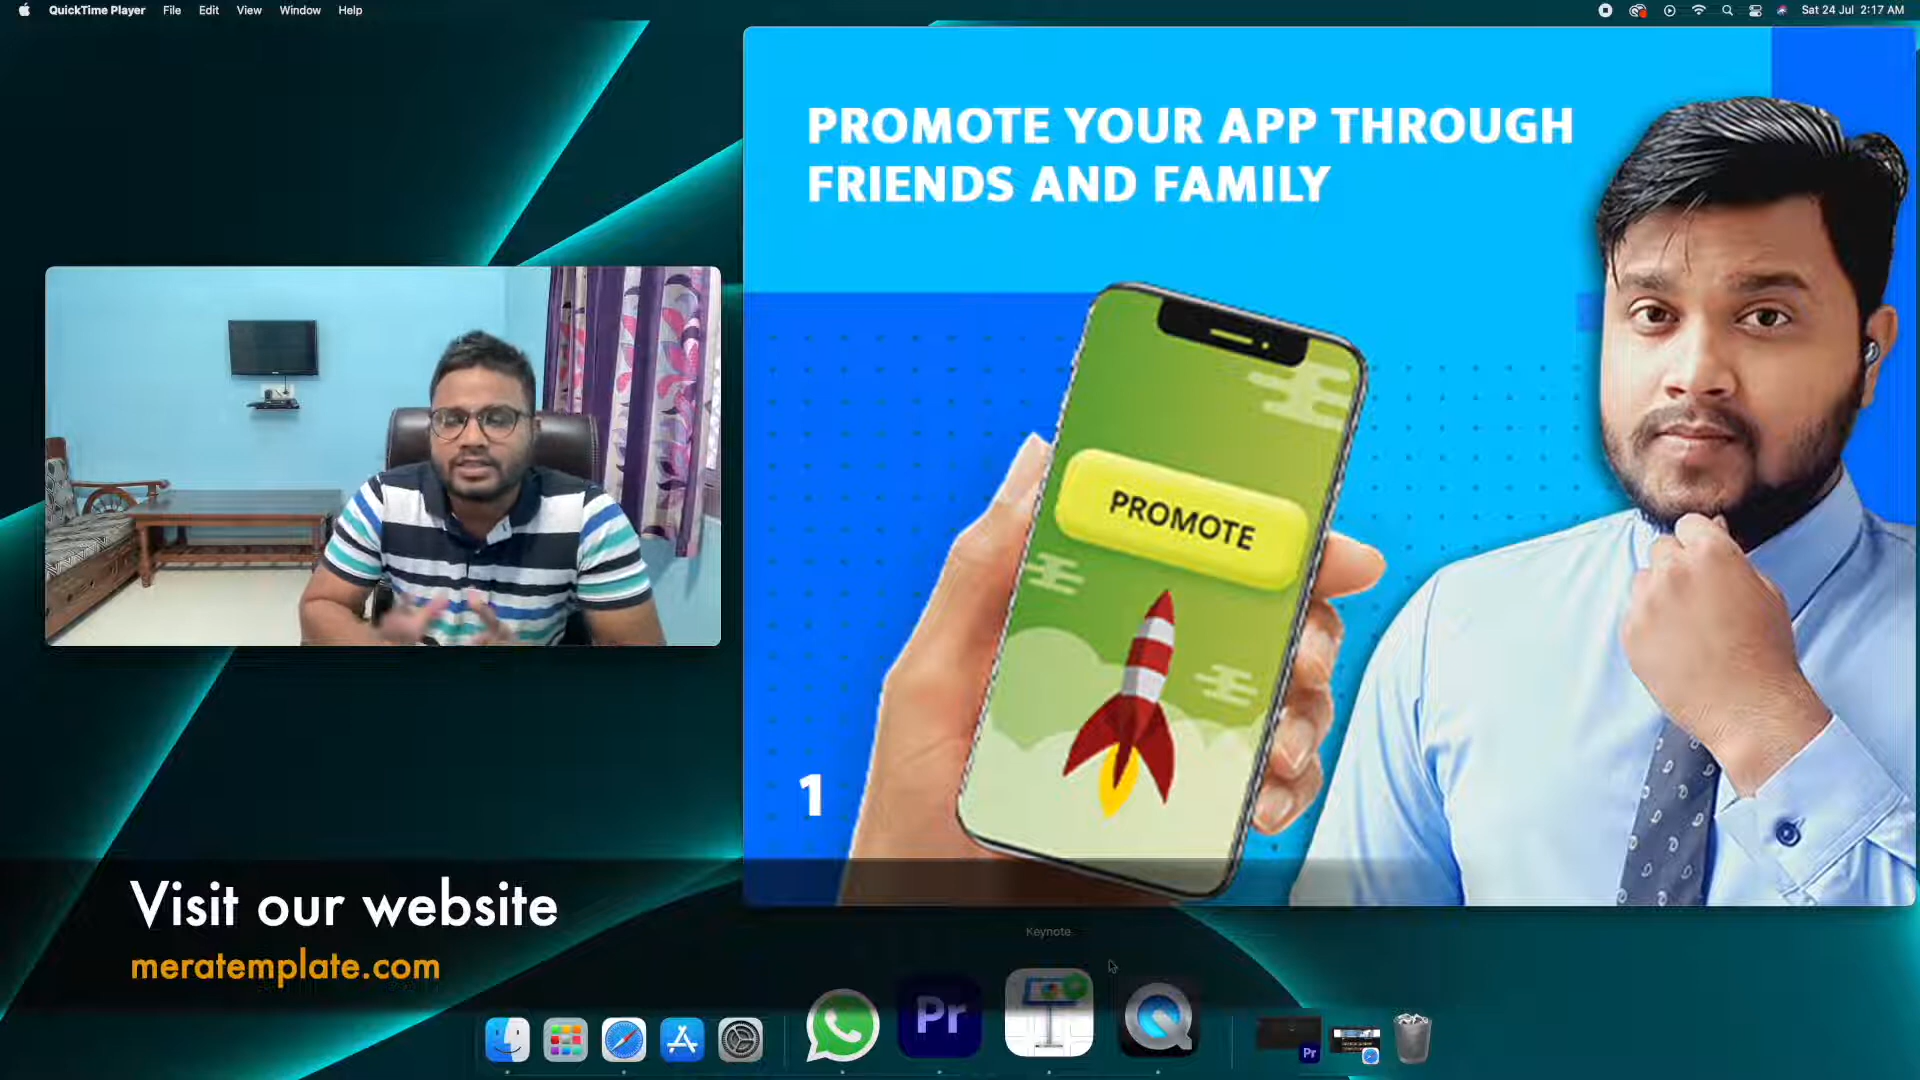 QuickTime Player File Edit View Window Help
Sat 24 Jul 2:17 AM
PROMOTE YOUR APP THROUGH
FRIENDS AND FAMILY
PROMOTE
1
Visit our website
meratemplate.com
Keynote
Pr
Pr